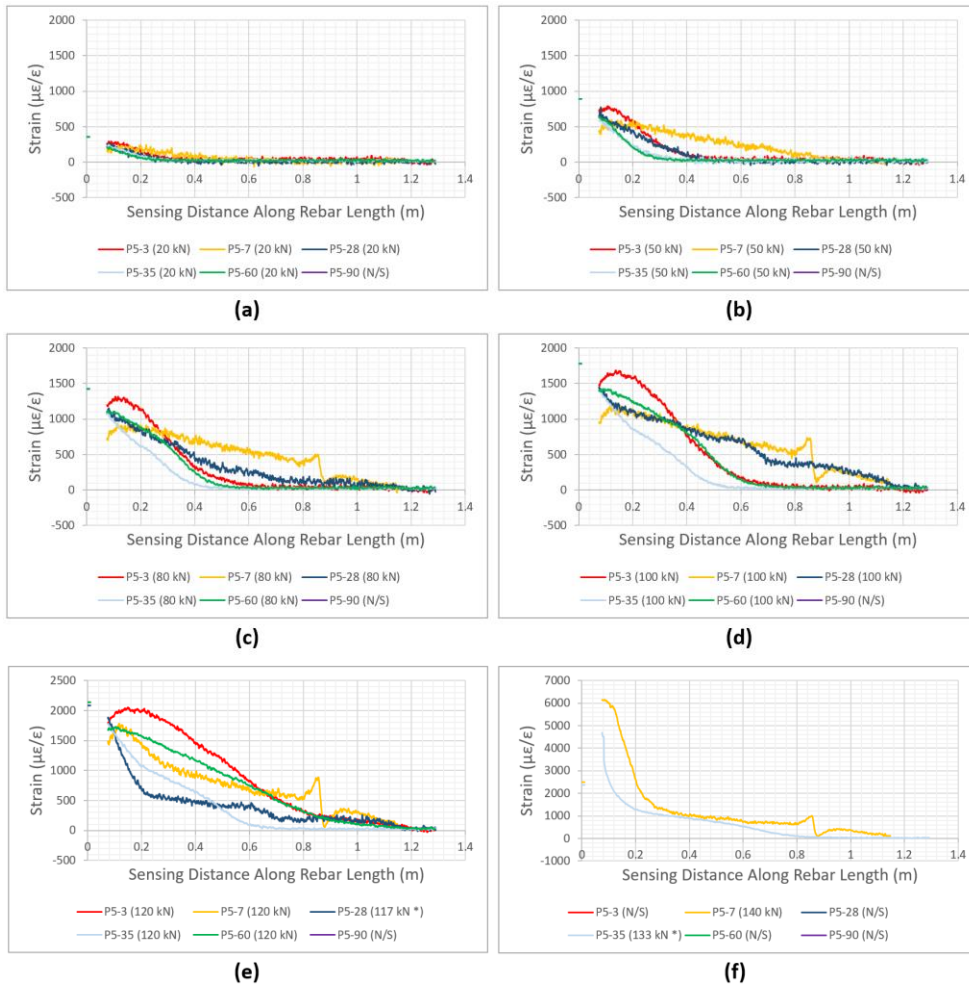 2000
1500
1000
500
0
-500
0 0.2 0.4 0.6 0.8 1 1.2 1.4
Strain (με/ε)
Sensing Distance Along Rebar Length (m)
P5-3 (20 kN) P5-7 (20 kN) P5-28 (20 kN)
P5-35 (20 kN) P5-60 (20 kN) P5-90 (N/S)
(a)
2000
1500
1000
500
0
-500
0 0.2 0.4 0.6 0.8 1 1.2 1.4
Strain (με/ε)
Sensing Distance Along Rebar Length (m)
P5-3 (50 kN) P5-7 (50 kN) P5-28 (50 kN)
P5-35 (50 kN) P5-60 (50 kN) P5-90 (N/S)
(b)
2000
1500
1000
500
0
-500
0 0.2 0.4 0.6 0.8 1 1.2 1.4
Strain (με/ε)
Sensing Distance Along Rebar Length (m)
P5-3 (80 kN) P5-7 (80 kN) P5-28 (80 kN)
P5-35 (80 kN) P5-60 (80 kN) P5-90 (N/S)
(c)
2000
1500
1000
500
0
-500
0 0.2 0.4 0.6 0.8 1 1.2 1.4
Strain (με/ε)
Sensing Distance Along Rebar Length (m)
P5-3 (100 kN) P5-7 (100 kN) P5-28 (100 kN)
P5-35 (100 kN) P5-60 (100 kN) P5-90 (N/S)
(d)
2500
2000
1500
1000
500
0
500
0 0.2 0.4 0.6 0.8 1 1.2 1.4
Strain (με/ε)
Sensing Distance Along Rebar Length (m)
P5-3 (120 kN) P5-7 (120 kN) P5-28 (117 kN *)
P5-35 (120 kN) P5-60 (120 kN) P5-90 (N/S)
(e)
7000
6000
5000
4000
3000
2000
1000
0
-1000
0 0.2 0.4 0.6 0.8 1 1.2 1.4
Strain (με/ε)
Sensing Distance Along Rebar Length (m)
P5-3 (N/S) P5-7 (140 kN) P5-28 (N/S)
P5-35 (133 kN *) P5-60 (N/S) P5-90 (N/S)
(f)